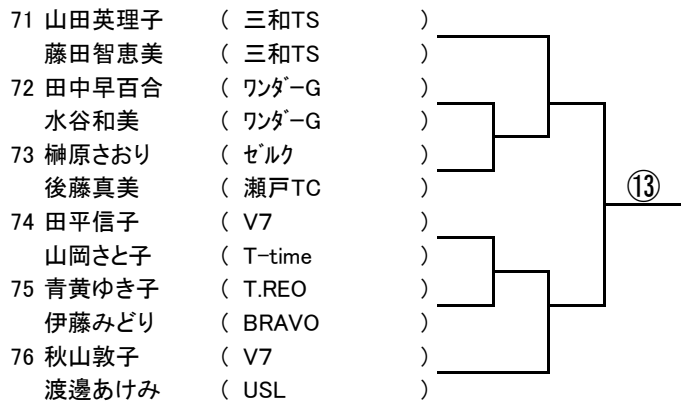 71 山田英理子 ( 三和TS )
藤田智恵美 ( 三和TS )
72 田中早百合 ( ﾜﾝﾀﾞｰG )
水谷和美 ( ﾜﾝﾀﾞｰG )
73 榊原さおり ( ｾﾞﾙｸ )
後藤真美 ( 瀬戸TC )
⑬
74 田平信子 ( V7 )
山岡さと子 ( T-time )
75 青黄ゆき子 ( T.REO )
伊藤みどり ( BRAVO )
76 秋山敦子 ( V7 )
渡邊あけみ ( USL )